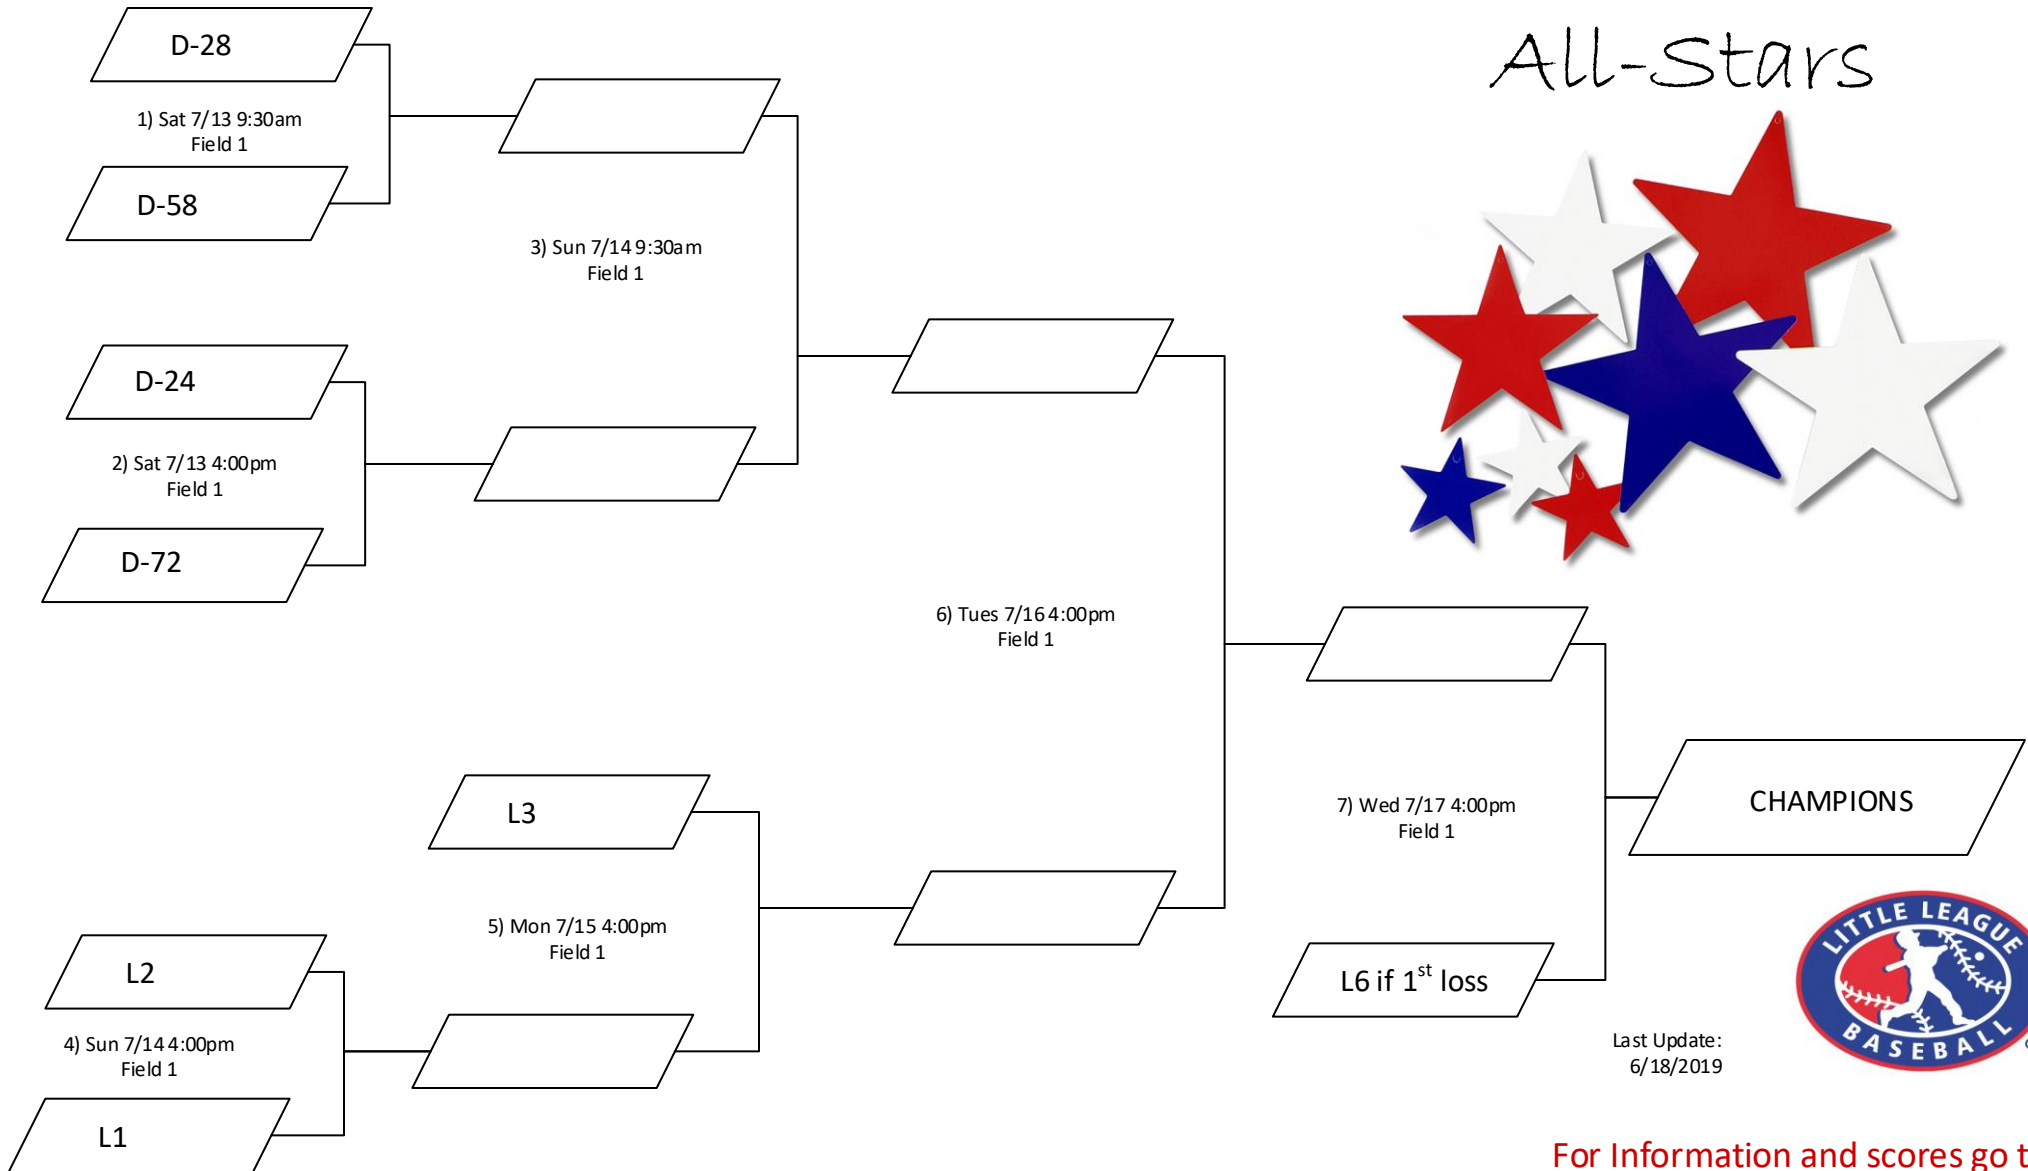 All-Stars
D-28
1) Sat 7/13 9:30am
Field 1
D-58
3) Sun 7/14 9:30am
Field 1
D-24
2) Sat 7/13 4:00pm
Field 1
D-72
6) Tues 7/16 4:00pm
Field 1
L3
7) Wed 7/17 4:00pm
Field 1
CHAMPIONS
5) Mon 7/15 4:00pm
Field 1
L2
L6 if 1st loss
4) Sun 7/14 4:00pm
Field 1
L1
LITTLE LEAGUE
BASEBALL
Last Update:
6/18/2019
For Information and scores go t